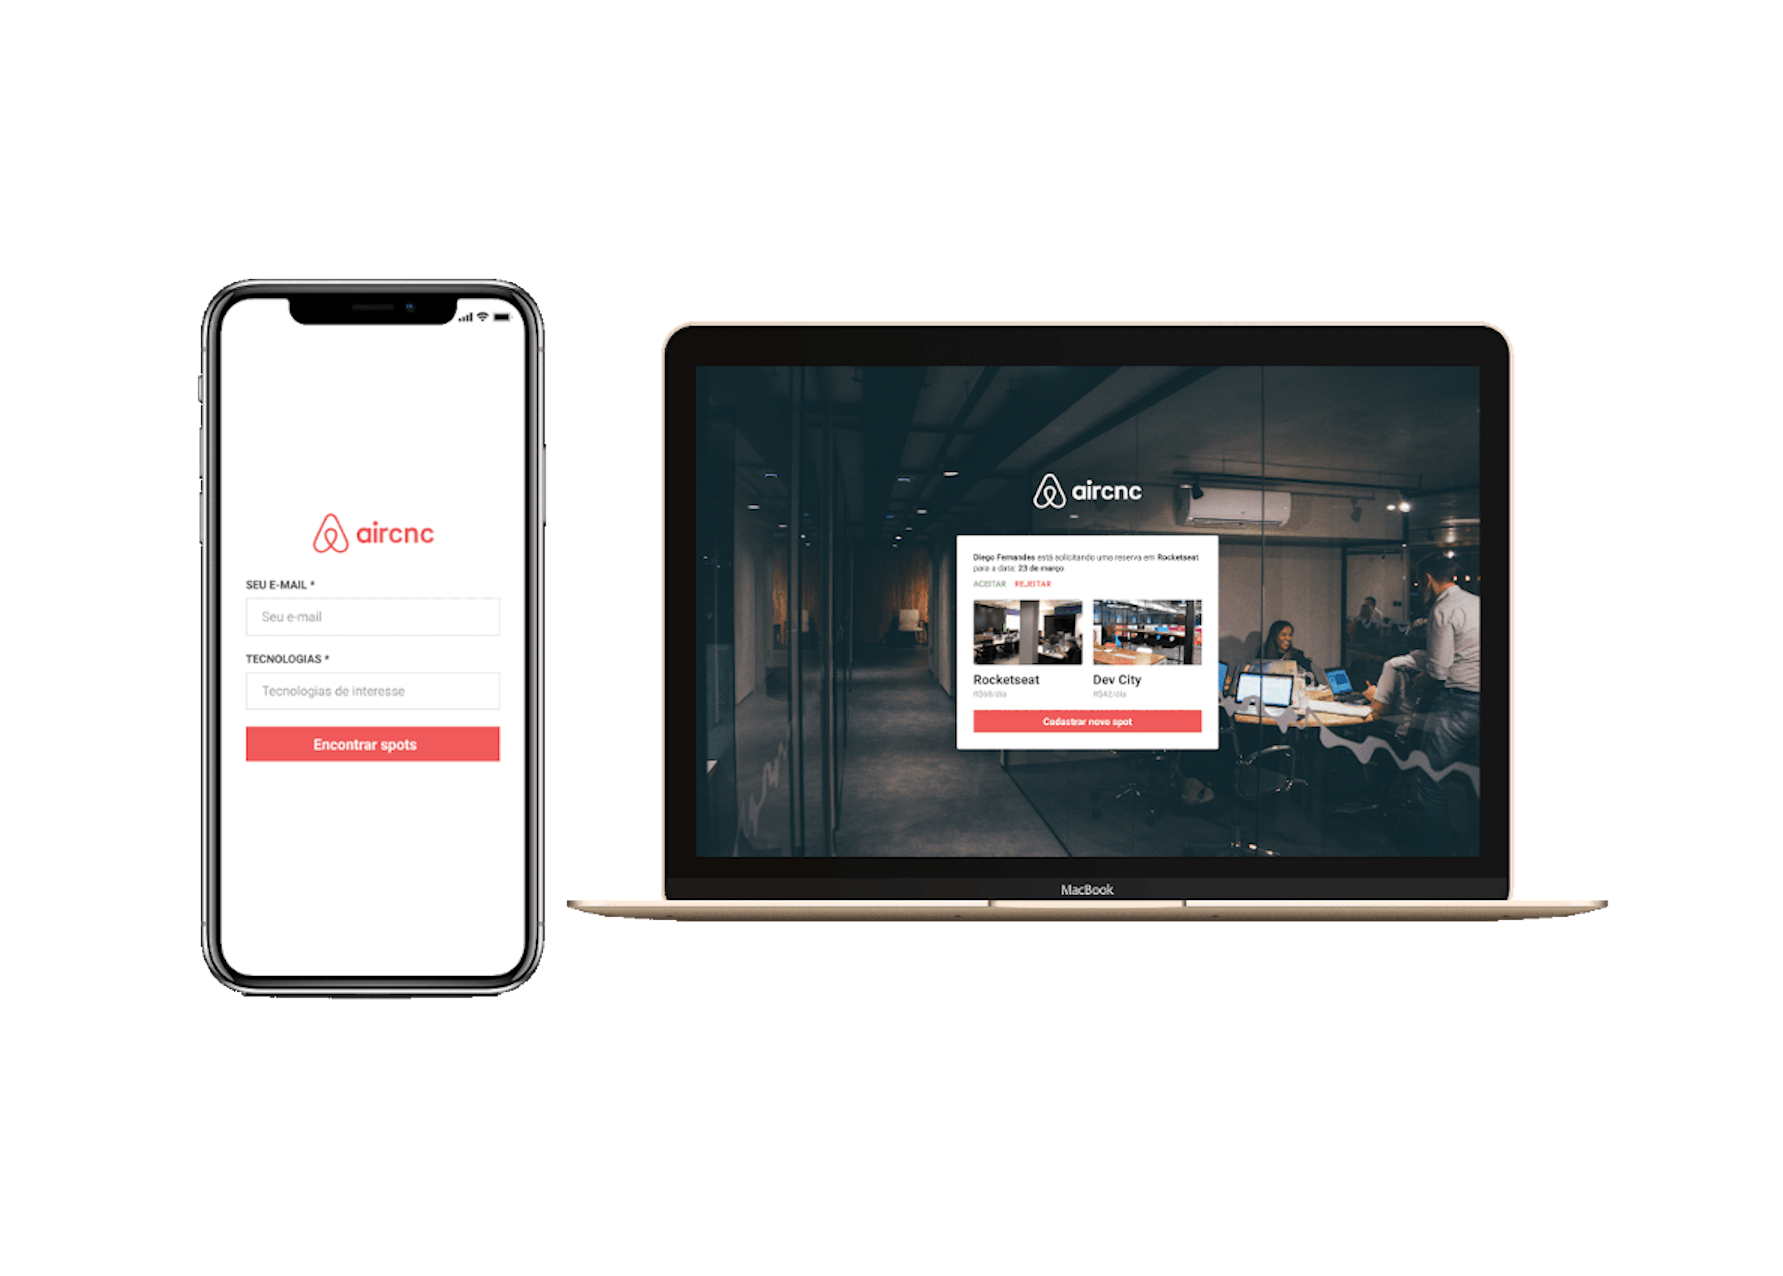 aircnc
SEU E-MAIL *
Seu e-mail
TECNOLOGIAS *
Tecnologias de interesse
Encontrar spots
aircnc
Diego Fernandes está solicitando uma reserva em Rocketseat
para a data: 23 de março
ACEITAR REJEITAR
Rocketseat Dev City
R$68/dia R$42/dia
Cadastrar novo spot
MacBook